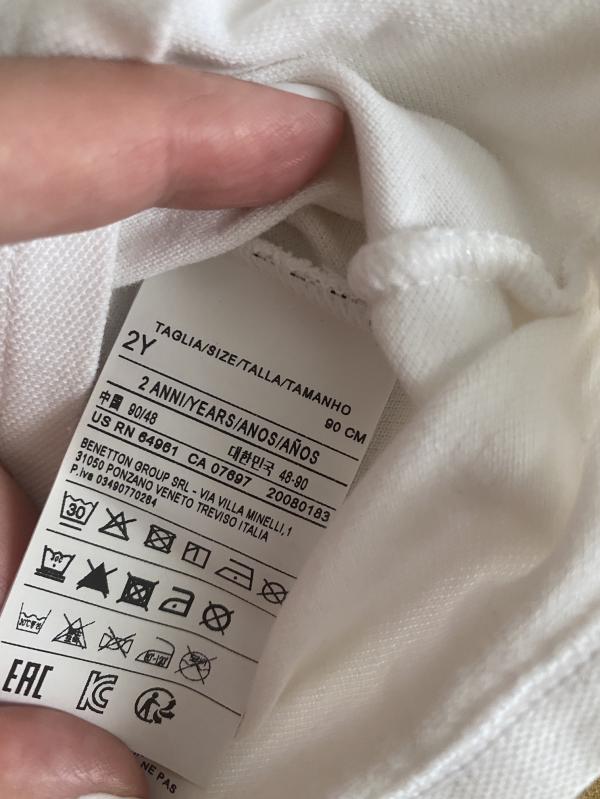 TAGLIA/SIZE/TALLA/TAMANHO
2Y 90 CM
2 ANNI/YEARS/ANOS/AÑOS
中國 90/48 대한민국 48-90
US RN 64961 CA 07697 20080183
BENETTON GROUP SRL - VIA VILLA MINELLI,1
31050 PONZANO VENETO TREVISO ITALIA
P.iva 03490770264
30
EAC
KC
NE PAS